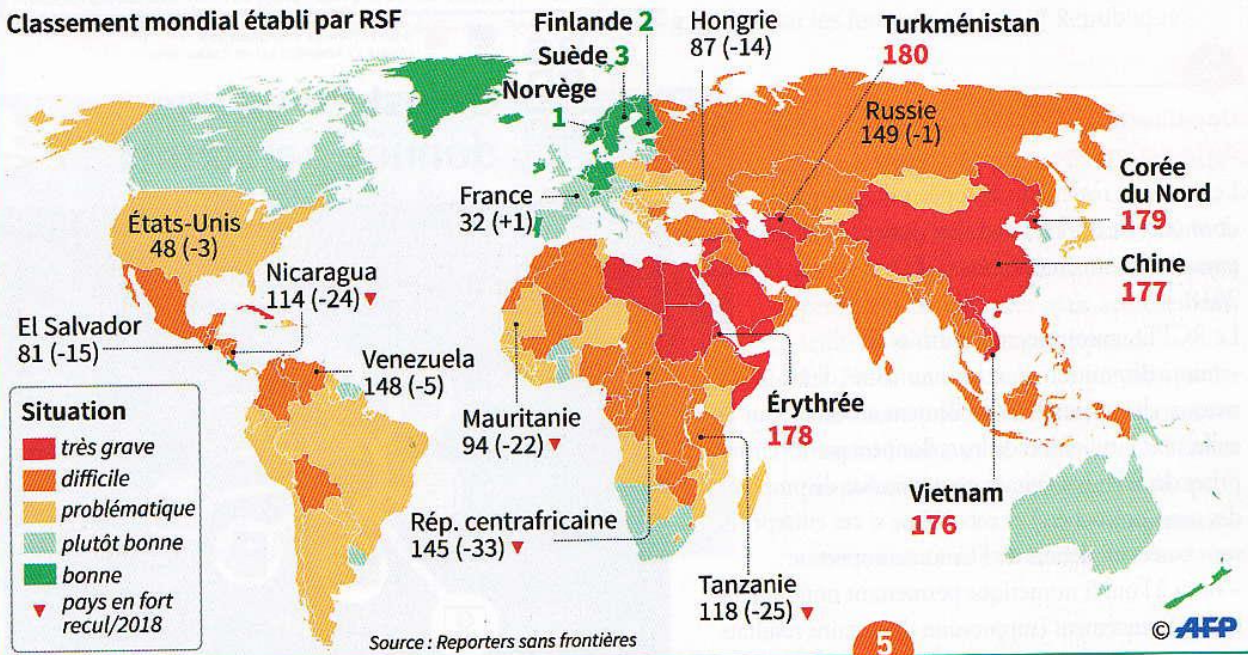 Classement mondial établi par RSF
Finlande 2
Suède 3
Norvège
1
Hongrie
87 (-14)
Turkménistan
180
Russie
149 (-1)
Corée
du Nord
179
Chine
177
France
32 (+1)
États-Unis
48 (-3)
Nicaragua
114 (-24)
El Salvador
81 (-15)
Venezuela
148 (-5)
Mauritanie
94 (-22)
Érythrée
178
Vietnam
176
Rép. centrafricaine
145 (-33)
Tanzanie
118 (-25)
Situation
très grave
difficile
problématique
plutôt bonne
bonne
pays en fort
recul/2018
Source : Reporters sans frontières
5
© AFP